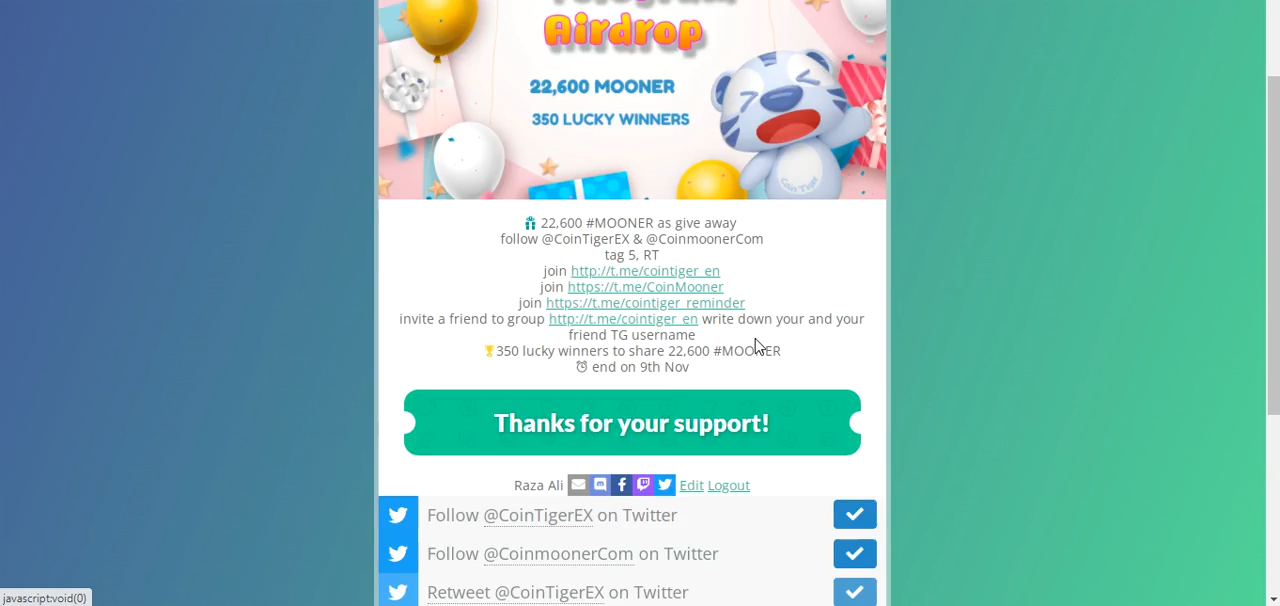 Airdrop
22,600 MOONER
350 LUCKY WINNERS
Coin Tiger
22,600 #MOONER as give away
follow @CoinTigerEX & @CoinmoonerCom
tag 5, RT
join http://t.me/cointiger_en
join https://t.me/CoinMooner
join https://t.me/cointiger_reminder
invite a friend to group http://t.me/cointiger_en write down your and your
friend TG username
350 lucky winners to share 22,600 #MOONER
end on 9th Nov
Thanks for your support!
Raza Ali Edit Logout
Follow @CoinTigerEX on Twitter
Follow @CoinmoonerCom on Twitter
Retweet @CoinTigerEX on Twitter
javascript:void(0)